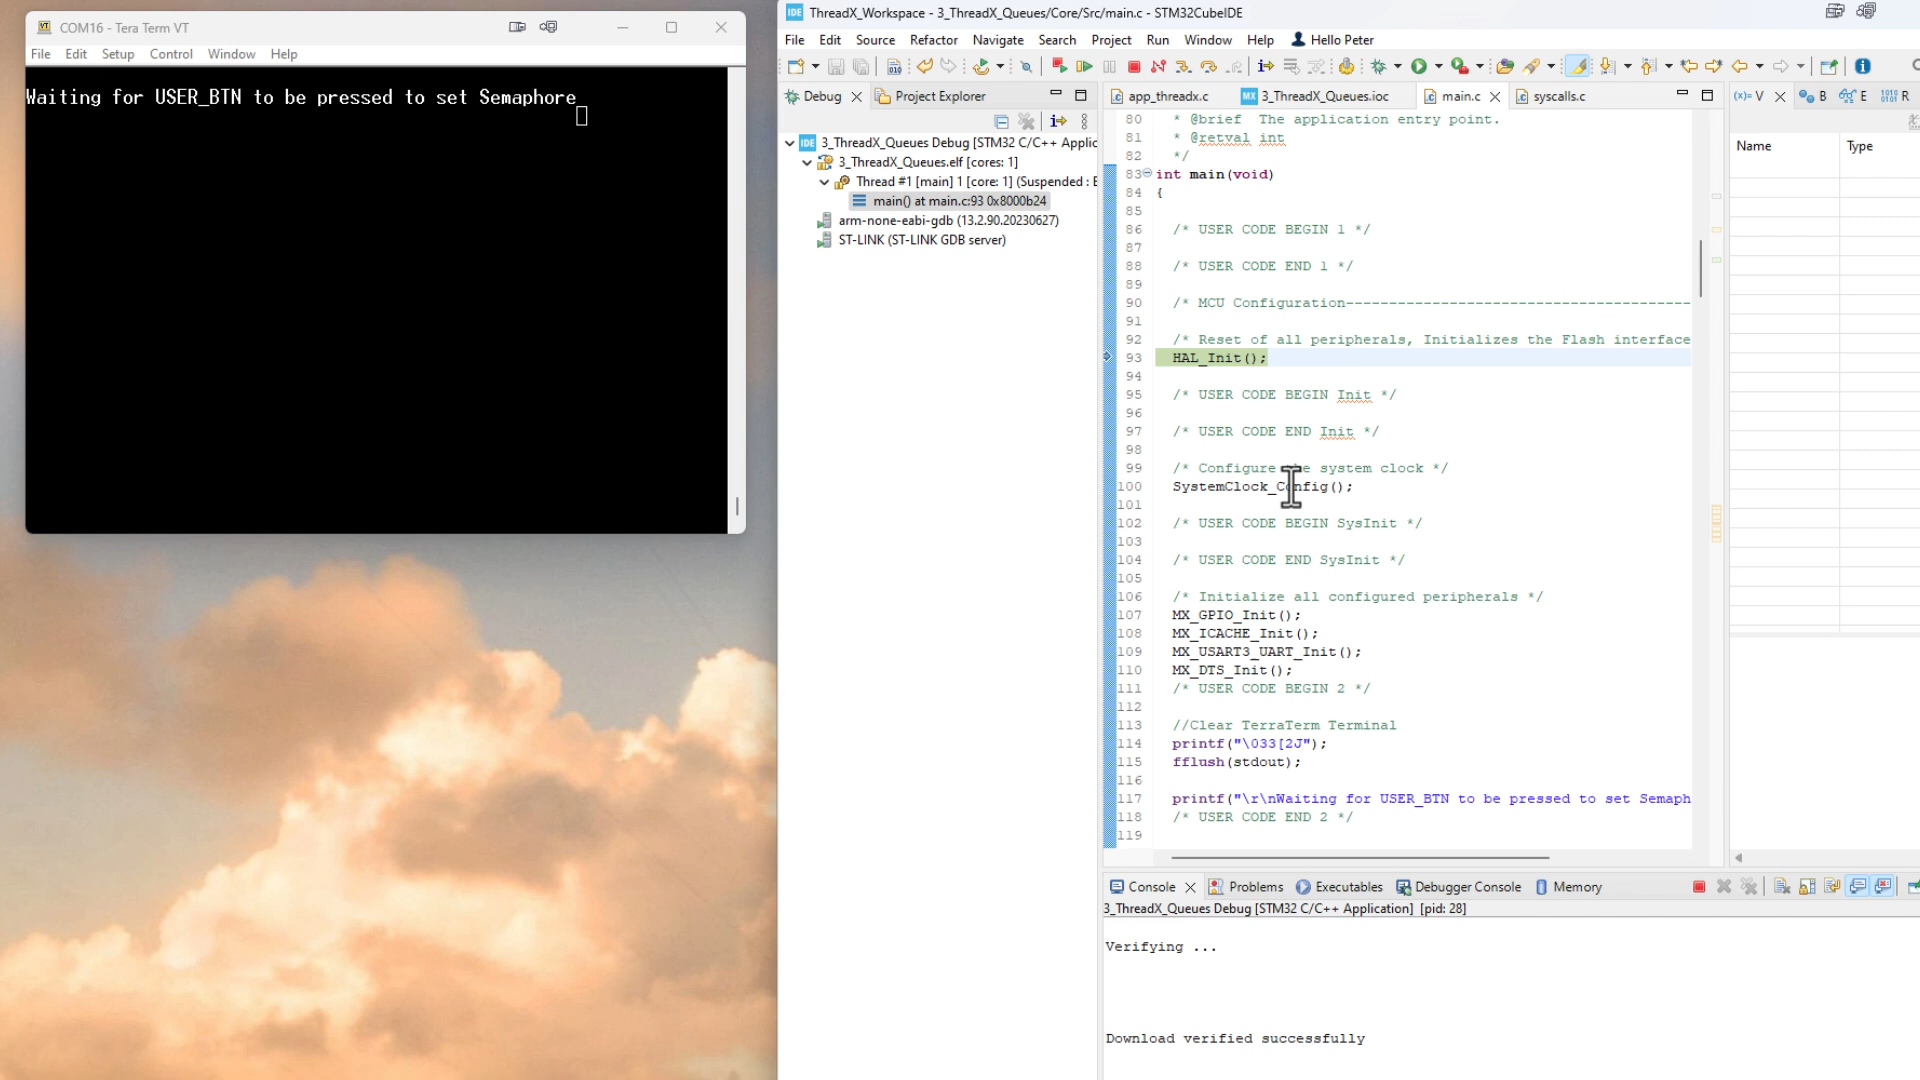 COM16 - Tera Term VT
File Edit Setup Control Window Help
Waiting for USER_BTN to be pressed to set Semaphore
IDE ThreadX_Workspace - 3_ThreadX_Queues/Core/Src/main.c - STM32CubeIDE
File Edit Source Refactor Navigate Search Project Run Window Help Hello Peter
Debug Project Explorer
3_ThreadX_Queues Debug [STM32 C/C++ Applic
3_ThreadX_Queues.elf [cores: 1]
Thread #1 [main] 1 [core: 1] (Suspended : B
main() at main.c:93 0x8000b24
arm-none-eabi-gdb (13.2.90.20230627)
ST-LINK (ST-LINK GDB server)
app_threadx.c MX 3_ThreadX_Queues.ioc main.c syscalls.c
80 * @brief  The application entry point.
81 * @retval int
82 */
83 int main(void)
84 {
85
86 /* USER CODE BEGIN 1 */
87
88 /* USER CODE END 1 */
89
90 /* MCU Configuration----------------------------------------
91
92 /* Reset of all peripherals, Initializes the Flash interface
93 HAL_Init();
94
95 /* USER CODE BEGIN Init */
96
97 /* USER CODE END Init */
98
99 /* Configure the system clock */
100 SystemClock_Config();
101
102 /* USER CODE BEGIN SysInit */
103
104 /* USER CODE END SysInit */
105
106 /* Initialize all configured peripherals */
107 MX_GPIO_Init();
108 MX_ICACHE_Init();
109 MX_USART3_UART_Init();
110 MX_DTS_Init();
111 /* USER CODE BEGIN 2 */
112
113 //Clear TerraTerm Terminal
114 printf("\033[2J");
115 fflush(stdout);
116
117 printf("\r\nWaiting for USER_BTN to be pressed to set Semaph
118 /* USER CODE END 2 */
119
(x)= V B E R
Name Type
Console Problems Executables Debugger Console Memory
3_ThreadX_Queues Debug [STM32 C/C++ Application] [pid: 28]
Verifying ...
Download verified successfully